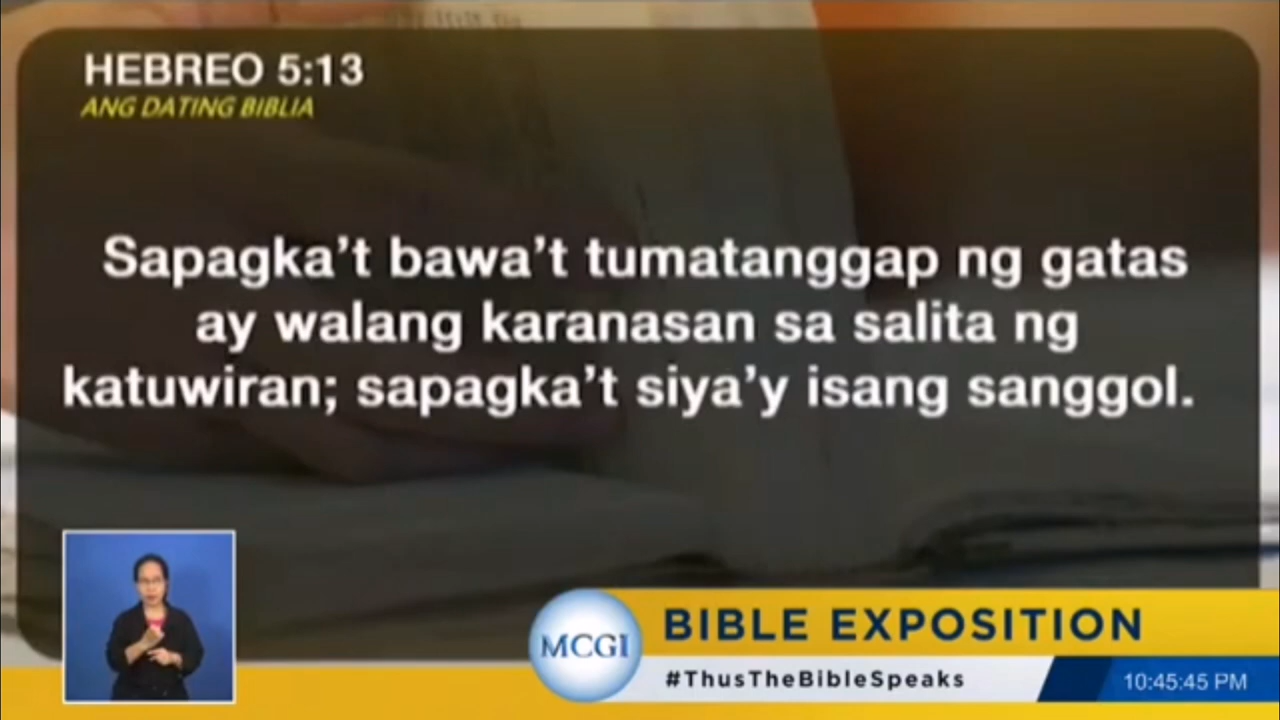 HEBREO 5:13
ANG DATING BIBLIA
Sapagka't bawa't tumatanggap ng gatas
ay walang karanasan sa salita ng
katuwiran; sapagka't siya'y isang sanggol.
MCGI
BIBLE EXPOSITION
#ThusTheBibleSpeaks
10:45:45 PM